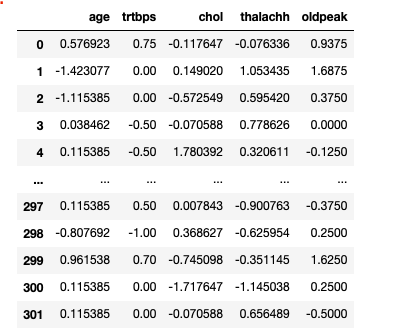 age trtbps chol thalachh oldpeak
0 0.576923 0.75 -0.117647 -0.076336 0.9375
1 -1.423077 0.00 0.149020 1.053435 1.6875
2 -1.115385 0.00 -0.572549 0.595420 0.3750
3 0.038462 -0.50 -0.070588 0.778626 0.0000
4 0.115385 -0.50 1.780392 0.320611 -0.1250
... ... ... ... ... ...
297 0.115385 0.50 0.007843 -0.900763 -0.3750
298 -0.807692 -1.00 0.368627 -0.625954 0.2500
299 0.961538 0.70 -0.745098 -0.351145 1.6250
300 0.115385 0.00 -1.717647 -1.145038 0.2500
301 0.115385 0.00 -0.070588 0.656489 -0.5000